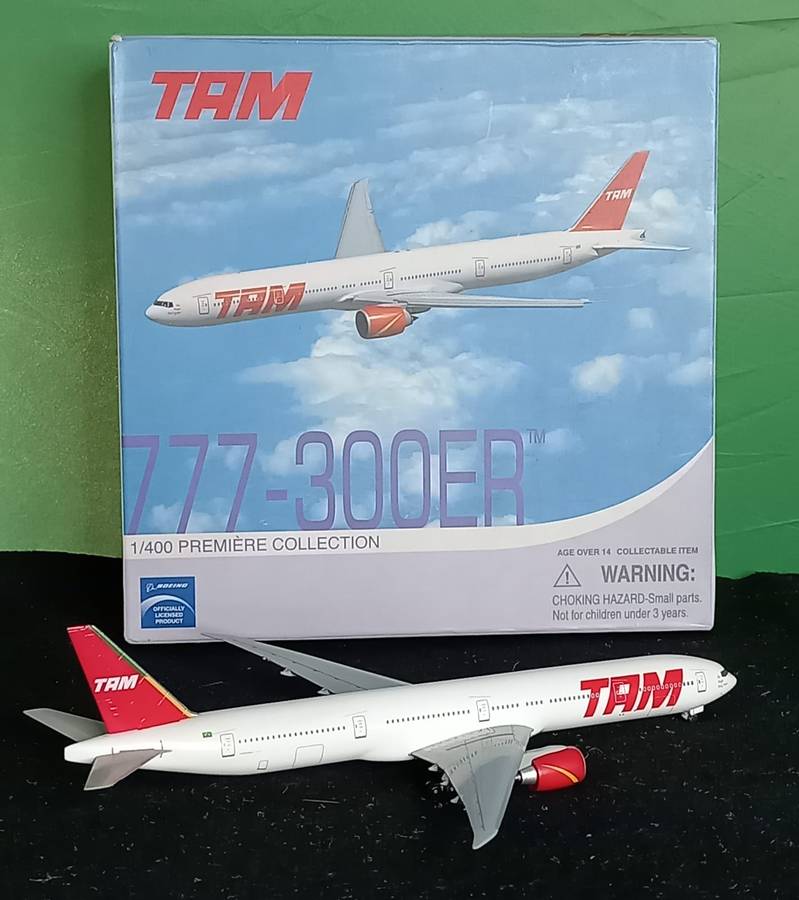 TAM
TAM
TAM
777-300ER™
1/400 PREMIÈRE COLLECTION
AGE OVER 14 COLLECTABLE ITEM
WARNING:
CHOKING HAZARD-Small parts.
Not for children under 3 years.
BOEING
OFFICIALLY
LICENSED
PRODUCT
TAM
TAM